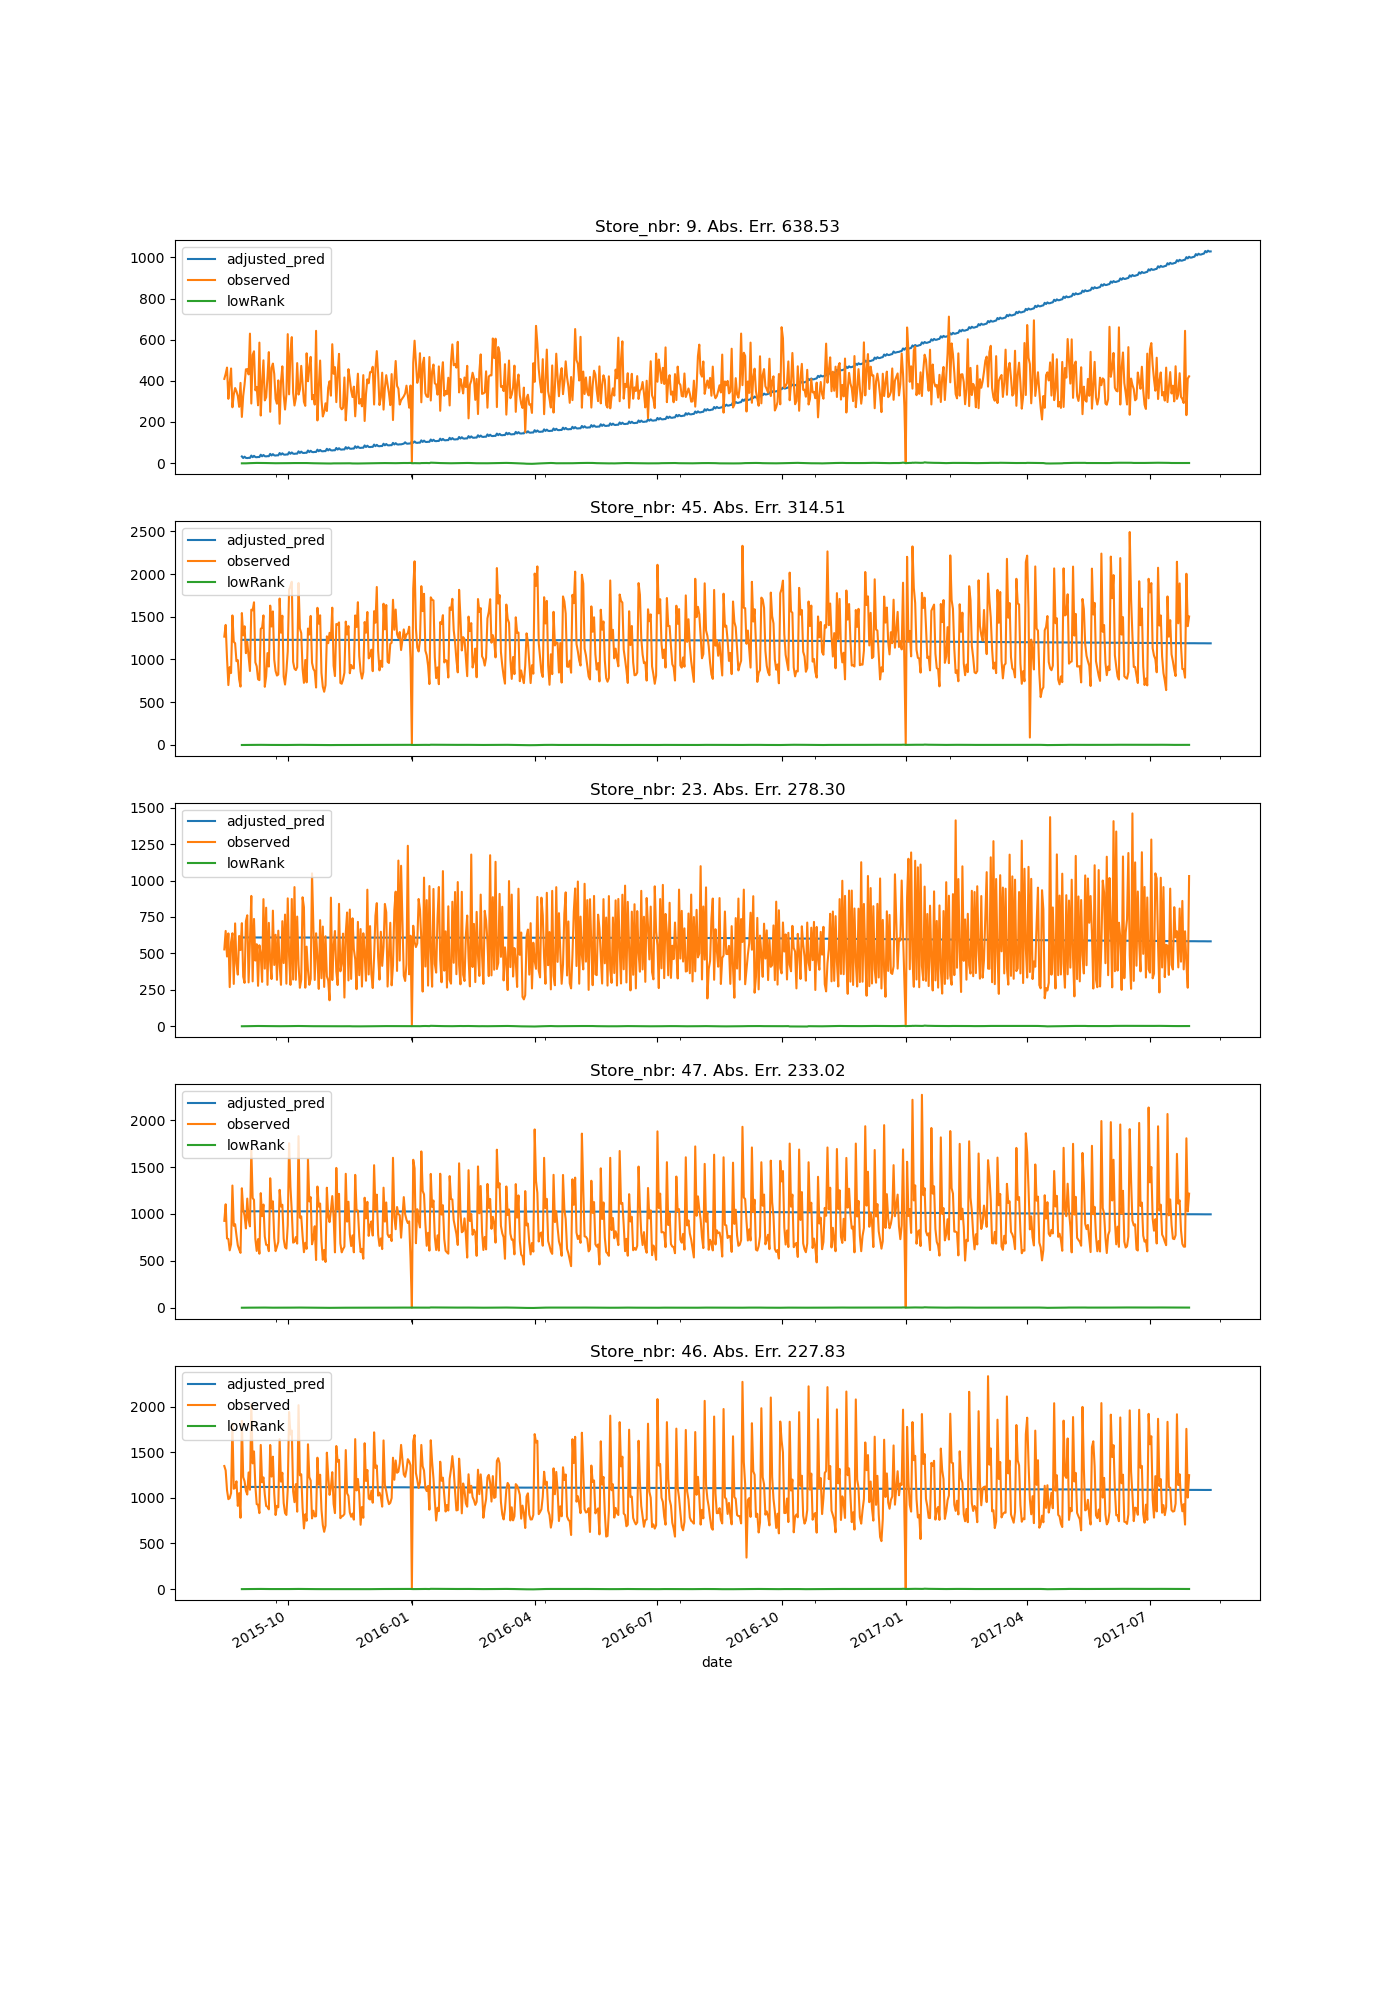 Store_nbr: 9. Abs. Err. 638.53
adjusted_pred
observed
lowRank
1000
800
600
400
200
0
Store_nbr: 45. Abs. Err. 314.51
adjusted_pred
observed
lowRank
2500
2000
1500
1000
500
0
Store_nbr: 23. Abs. Err. 278.30
adjusted_pred
observed
lowRank
1500
1250
1000
750
500
250
0
Store_nbr: 47. Abs. Err. 233.02
adjusted_pred
observed
lowRank
2000
1500
1000
500
0
Store_nbr: 46. Abs. Err. 227.83
adjusted_pred
observed
lowRank
2000
1500
1000
500
0
2015-10 2016-01 2016-04 2016-07 2016-10 2017-01 2017-04 2017-07
date